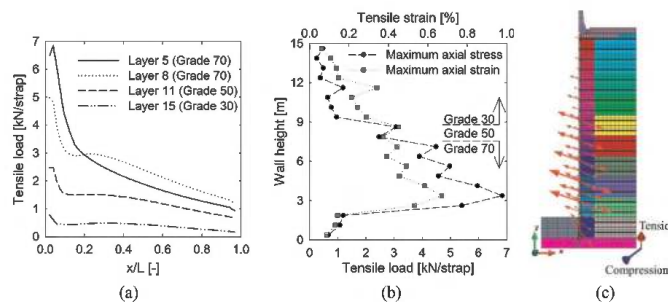 (a)
Tensile load [kN/strap]
7
6
5
4
3
2
1
0
Layer 5 (Grade 70)
Layer 8 (Grade 70)
Layer 11 (Grade 50)
Layer 15 (Grade 30)
0.0 0.2 0.4 0.6 0.8 1.0
x/L [-]
(a)
Tensile strain [%]
0.0 0.2 0.4 0.6 0.8 1.0
(b)
Wall height [m]
15
12
9
6
3
0
Maximum axial stress
Maximum axial strain
Grade 30
Grade 50
Grade 70
0 1 2 3 4 5 6 7
Tensile load [kN/strap]
(b)
(c)
Tensio
Compression
(c)